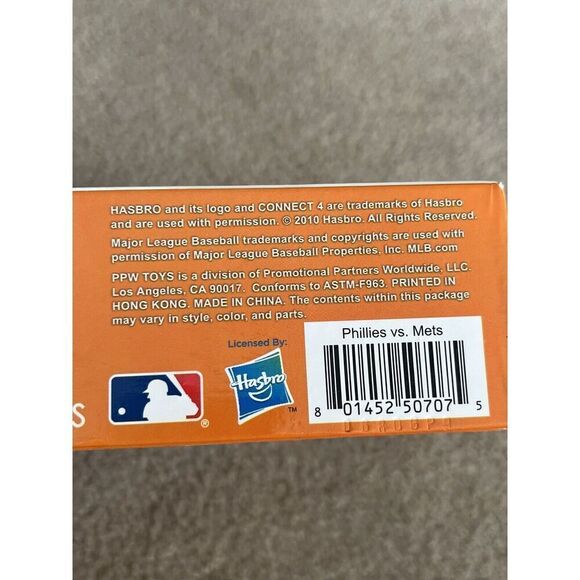 HASBRO and its logo and CONNECT 4 are trademarks of Hasbro
and are used with permission. © 2010 Hasbro. All Rights Reserved.
Major League Baseball trademarks and copyrights are used with
permission of Major League Baseball Properties, Inc. MLB.com
PPW TOYS is a division of Promotional Partners Worldwide, LLC.
Los Angeles, CA 90017. Conforms to ASTM-F963. PRINTED IN
HONG KONG. MADE IN CHINA. The contents within this package
may vary in style, color, and parts.
Licensed By:
Phillies vs. Mets
Hasbro
TM
®
S
8 01452 50707 5